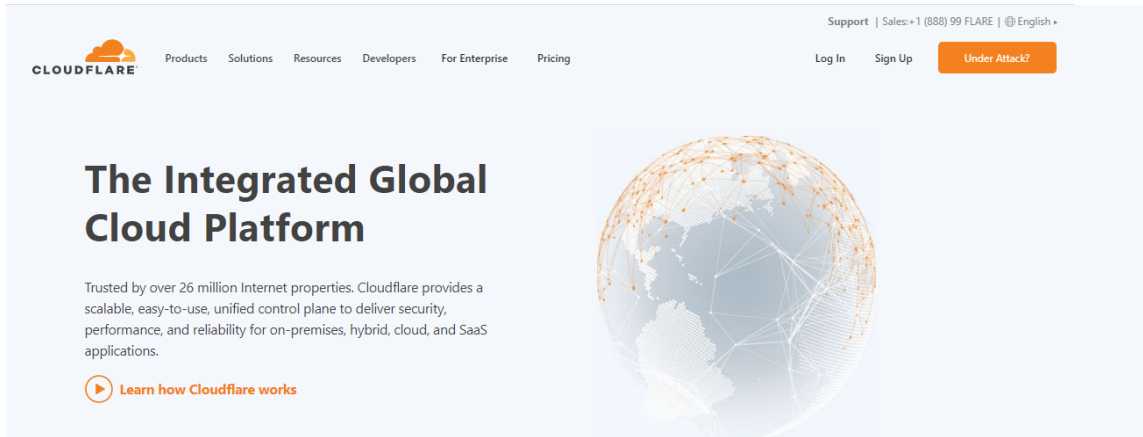 Support | Sales:+1 (888) 99 FLARE | English ▸
CLOUDFLARE
Products Solutions Resources Developers For Enterprise Pricing Log In Sign Up Under Attack?
The Integrated Global
Cloud Platform
Trusted by over 26 million Internet properties. Cloudflare provides a
scalable, easy-to-use, unified control plane to deliver security,
performance, and reliability for on-premises, hybrid, cloud, and SaaS
applications.
Learn how Cloudflare works